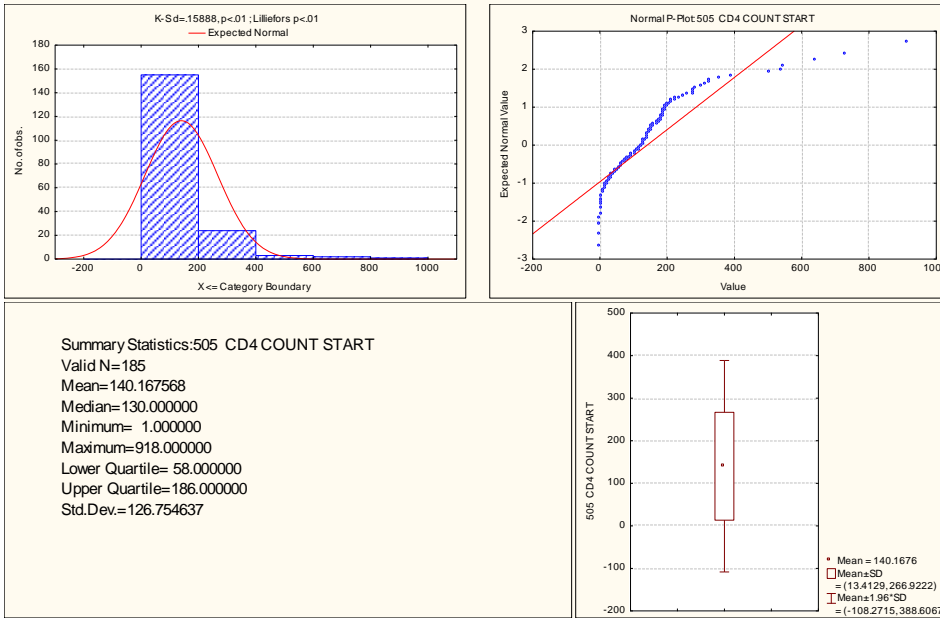 K-S d=.15888, p<.01 ; Lilliefors p<.01
Expected Normal
180
160
140
120
100
80
60
40
20
0
No. of obs.
-200 0 200 400 600 800 1000
X <= Category Boundary
Normal P-Plot: 505 CD4 COUNT START
3
2
1
0
-1
-2
-3
Expected Normal Value
-200 0 200 400 600 800 1000
Value
Summary Statistics:505 CD4 COUNT START
Valid N=185
Mean=140.167568
Median=130.000000
Minimum= 1.000000
Maximum=918.000000
Lower Quartile= 58.000000
Upper Quartile=186.000000
Std.Dev.=126.754637
500
400
300
200
100
0
-100
-200
505 CD4 COUNT START
Mean = 140.1676
Mean±SD
= (13.4129, 266.9222)
Mean±1.96*SD
= (-108.2715, 388.6067